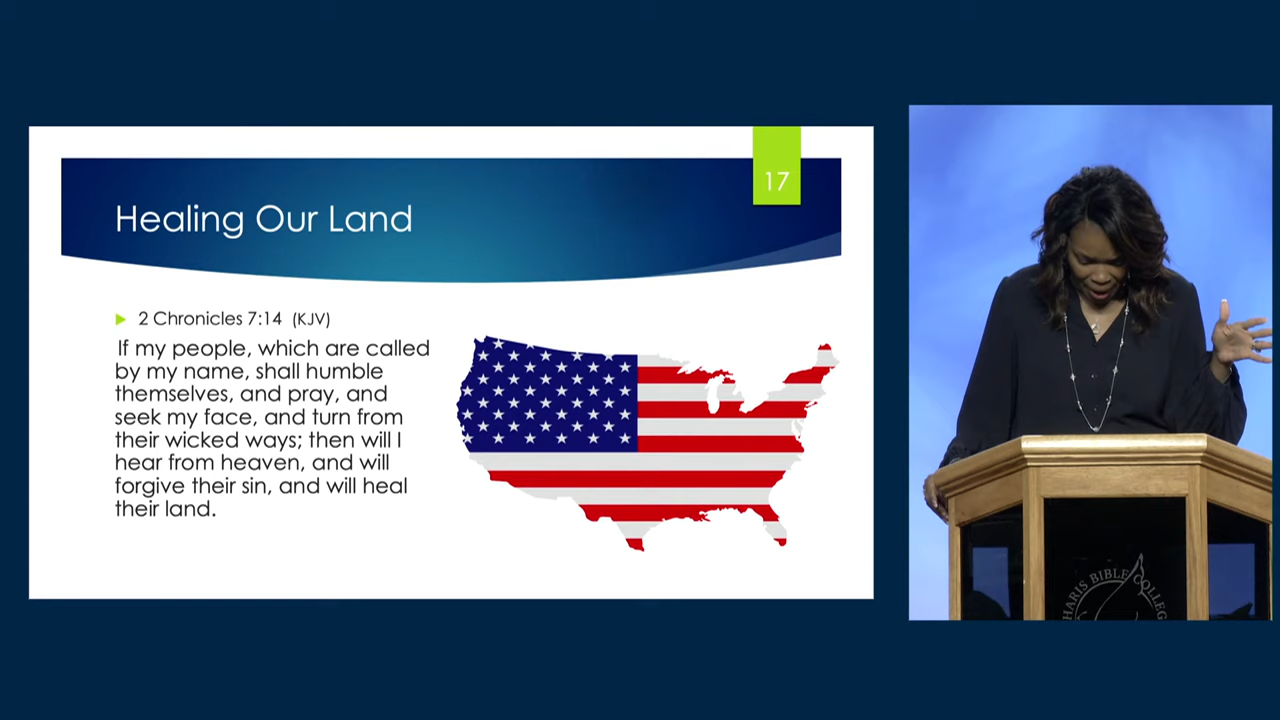 17
Healing Our Land
2 Chronicles 7:14 (KJV)
If my people, which are called
by my name, shall humble
themselves, and pray, and
seek my face, and turn from
their wicked ways; then will I
hear from heaven, and will
forgive their sin, and will heal
their land.
HARIS BIBLE COLLEG